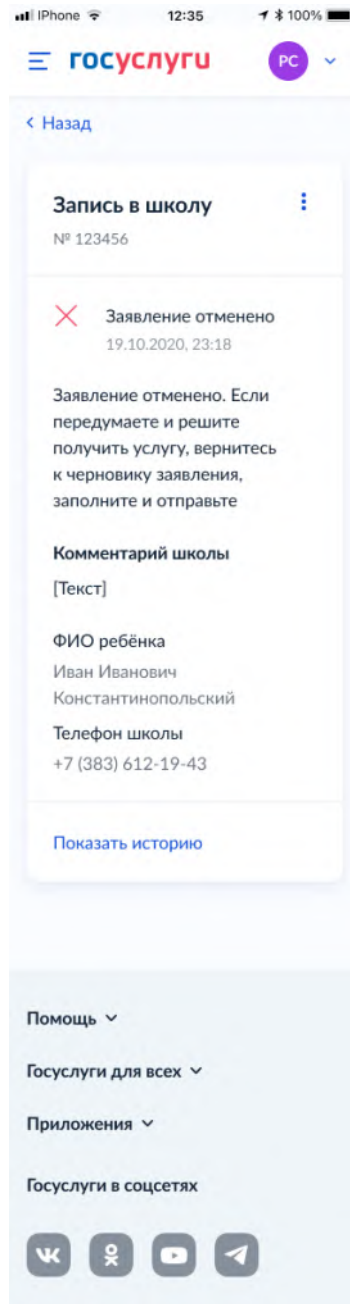 IPhone 12:35 100%
госуслуги РС
Назад
Запись в школу
№ 123456
Заявление отменено
19.10.2020, 23:18
Заявление отменено. Если
передумаете и решите
получить услугу, вернитесь
к черновику заявления,
заполните и отправьте
Комментарий школы
[Текст]
ФИО ребёнка
Иван Иванович
Константинопольский
Телефон школы
+7 (383) 612-19-43
Показать историю
Помощь
Госуслуги для всех
Приложения
Госуслуги в соцсетях